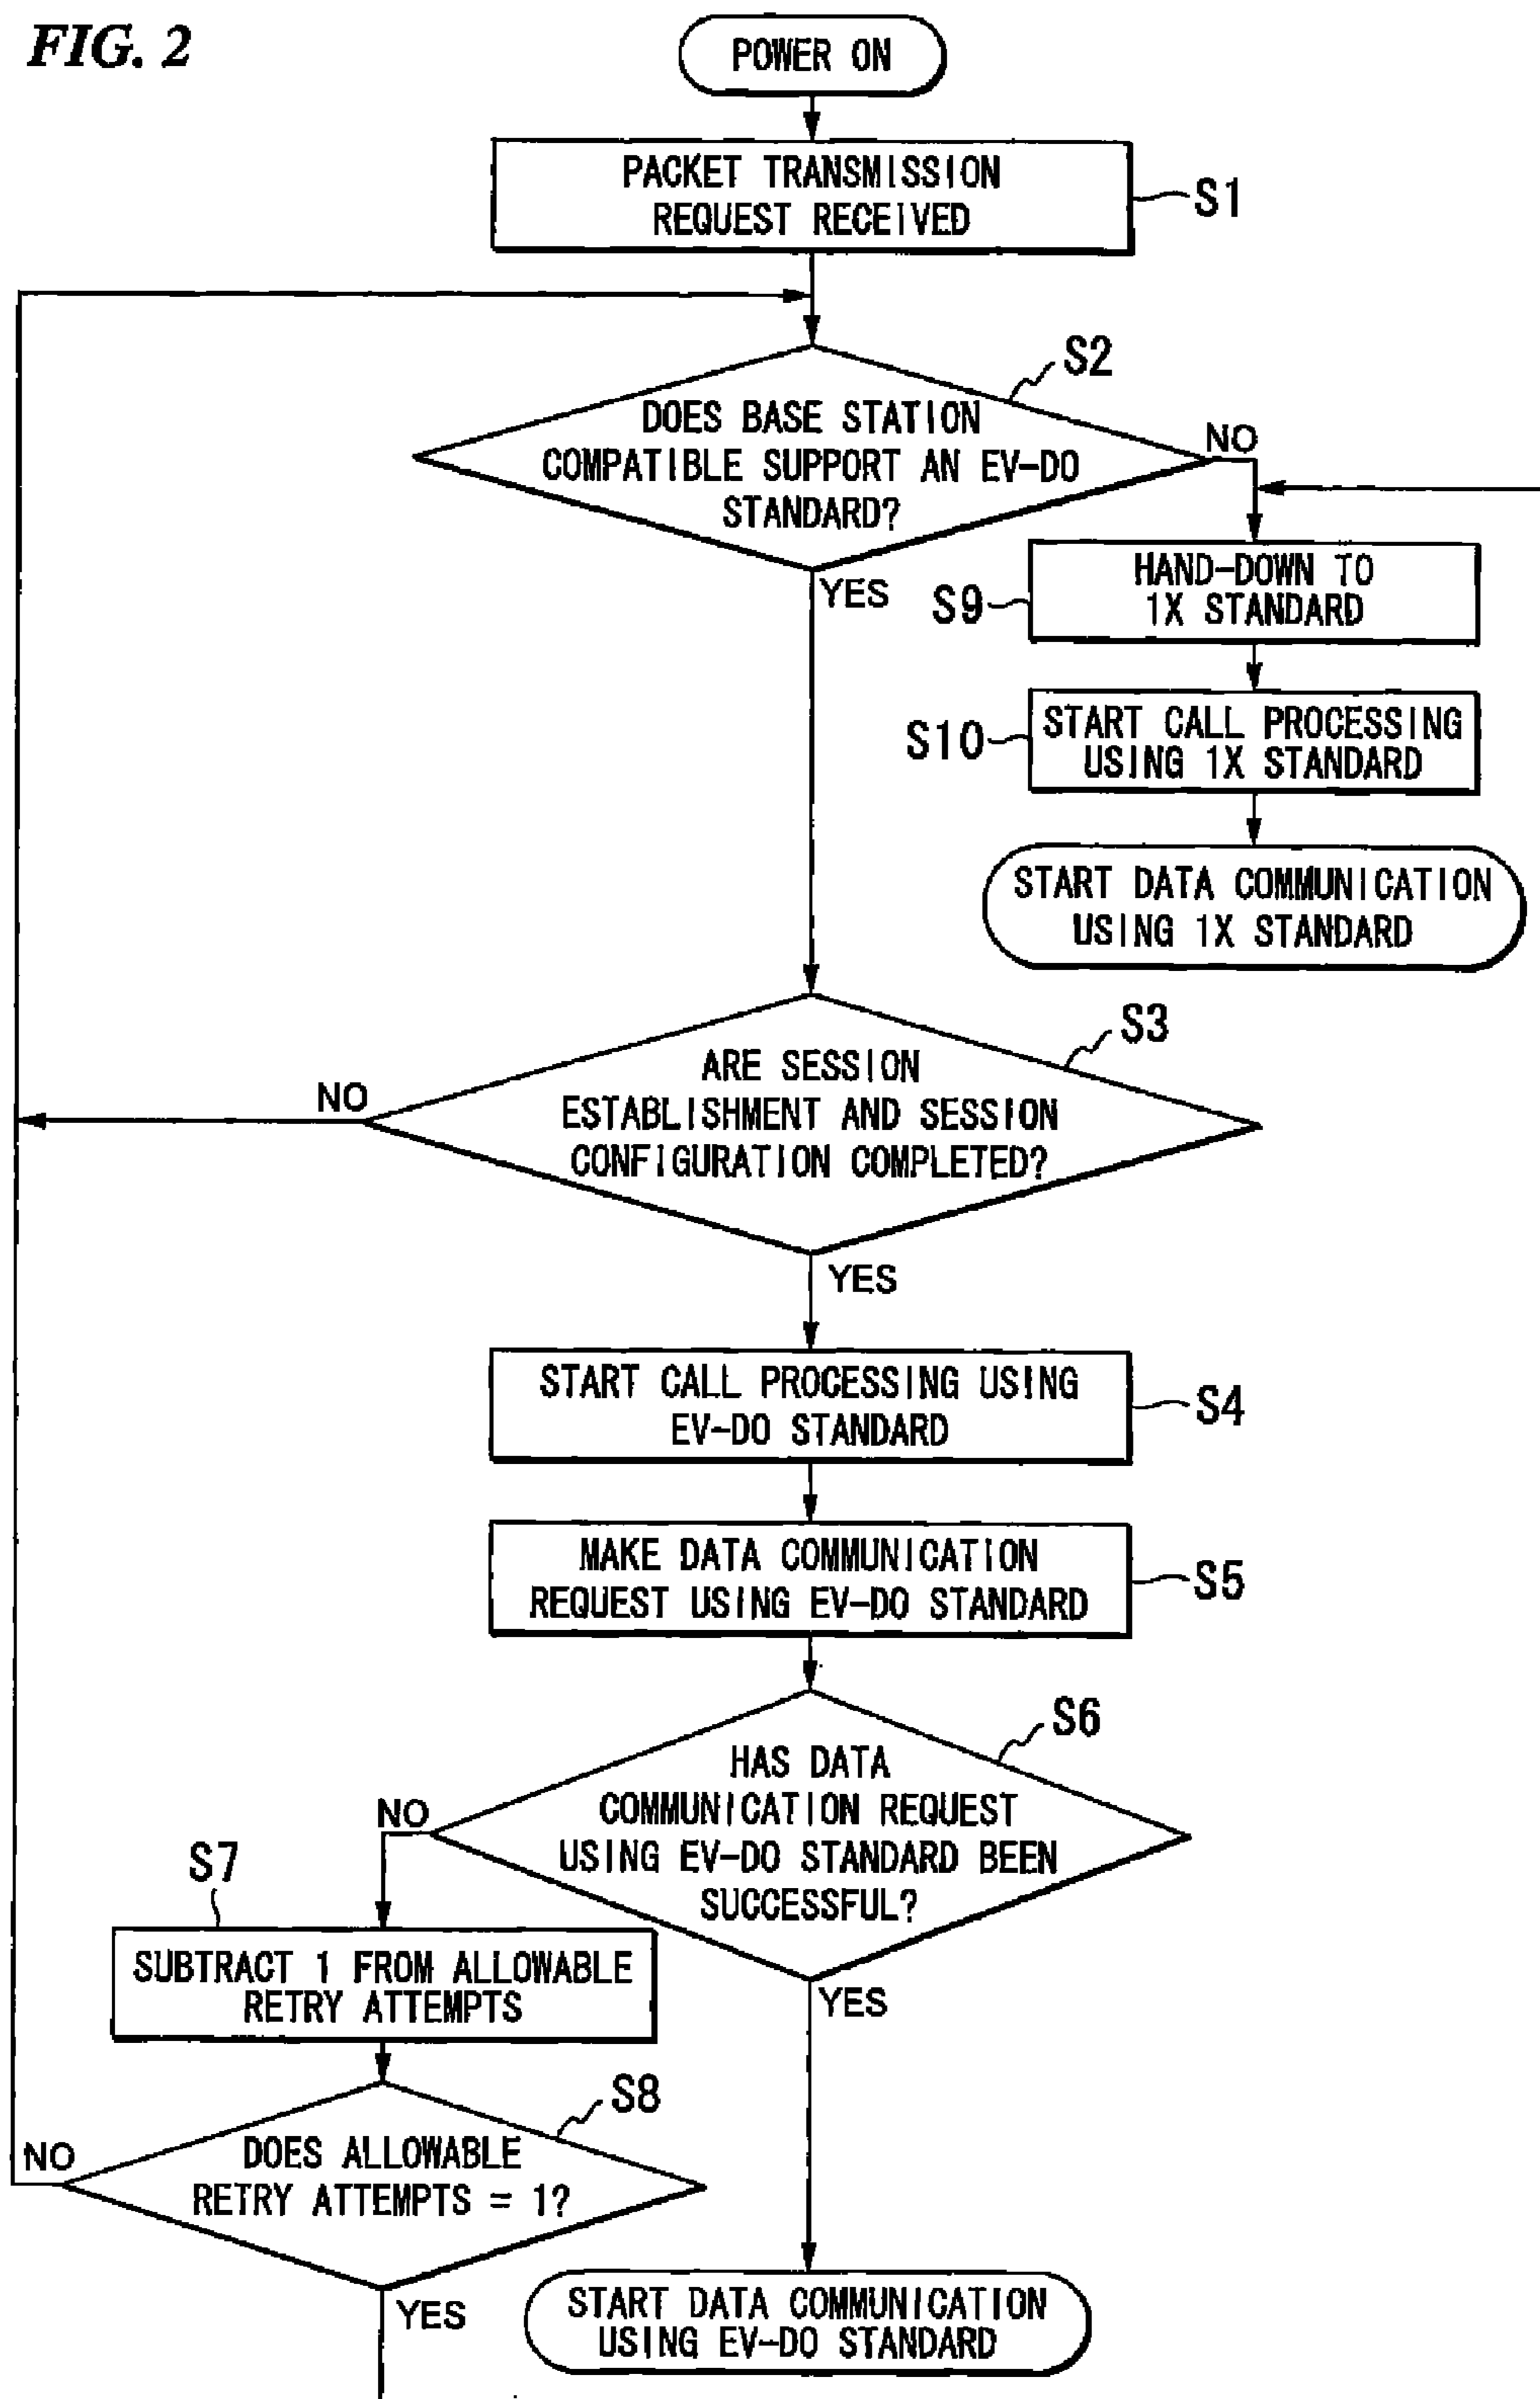 FIG. 2
POWER ON
PACKET TRANSMISSION
REQUEST RECEIVED
S1
S2
DOES BASE STATION
COMPATIBLE SUPPORT AN EV-DO
STANDARD?
NO
YES
HAND-DOWN TO
1X STANDARD
S9
START CALL PROCESSING
USING 1X STANDARD
S10
START DATA COMMUNICATION
USING 1X STANDARD
S3
ARE SESSION
ESTABLISHMENT AND SESSION
CONFIGURATION COMPLETED?
NO
YES
START CALL PROCESSING USING
EV-DO STANDARD
S4
MAKE DATA COMMUNICATION
REQUEST USING EV-DO STANDARD
S5
S6
HAS DATA
COMMUNICATION REQUEST
USING EV-DO STANDARD BEEN
SUCCESSFUL?
NO
YES
S7
SUBTRACT 1 FROM ALLOWABLE
RETRY ATTEMPTS
S8
DOES ALLOWABLE
RETRY ATTEMPTS = 1?
NO
YES
START DATA COMMUNICATION
USING EV-DO STANDARD